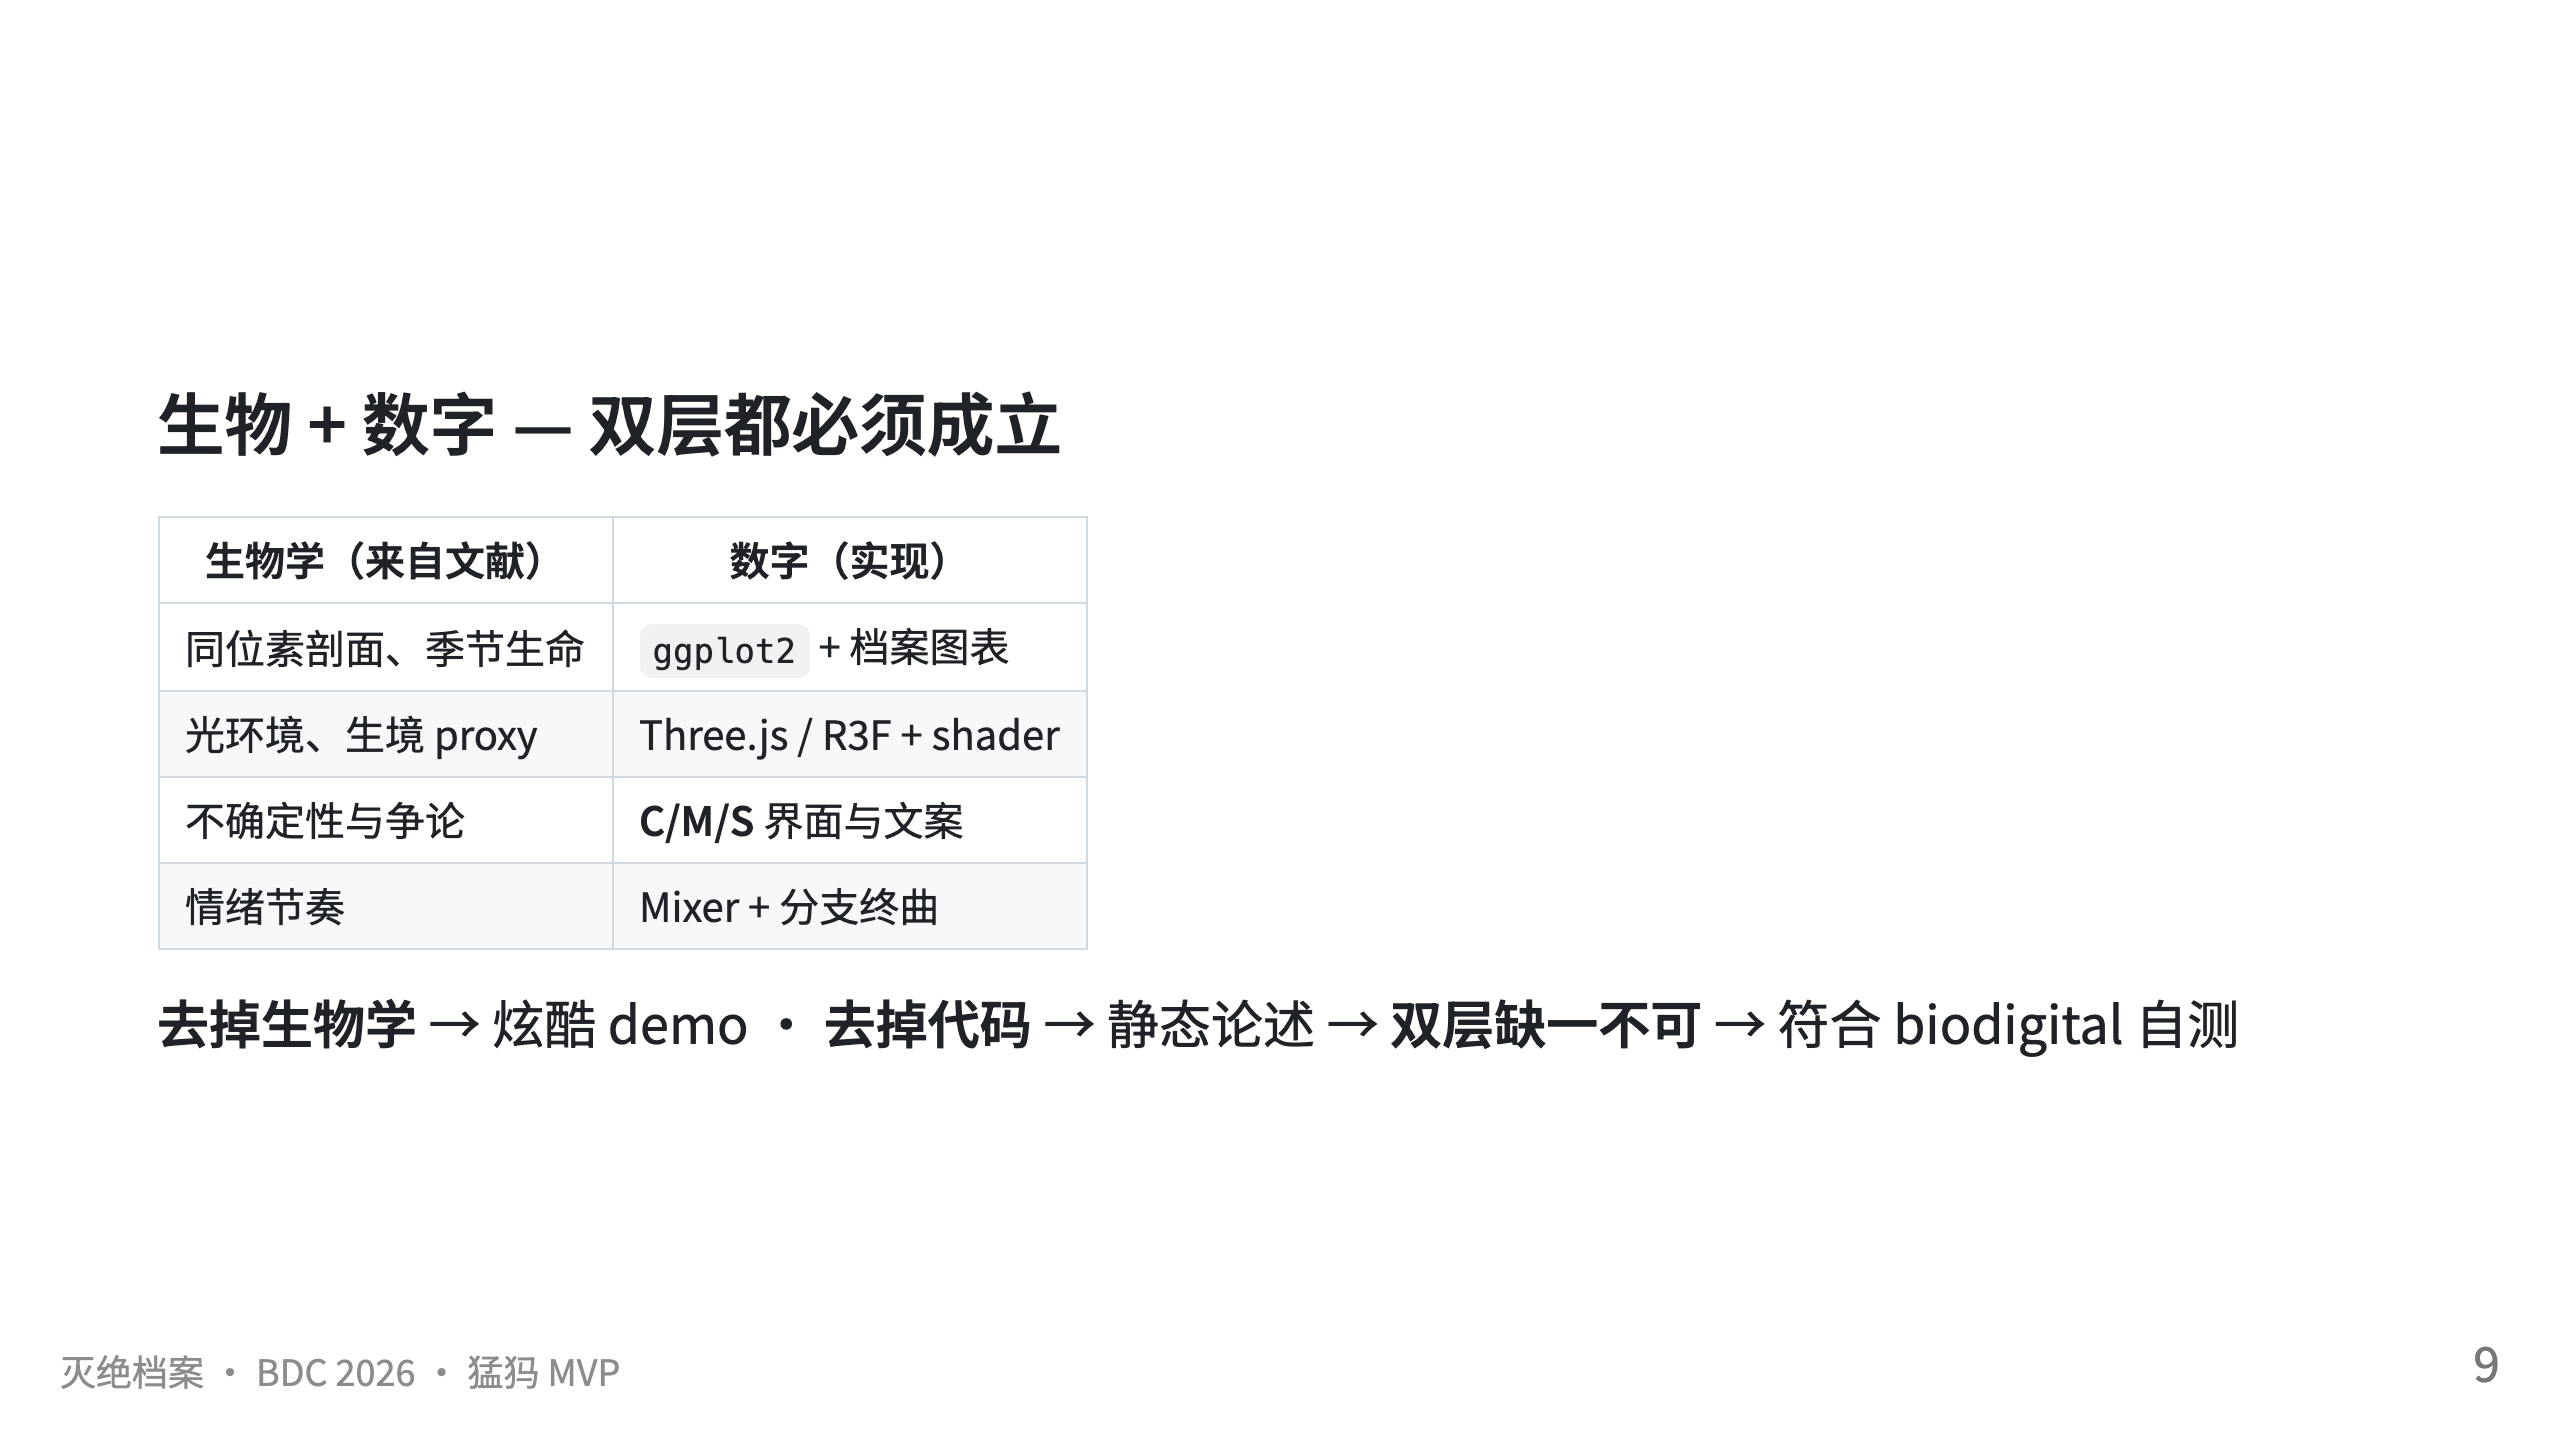 生物 + 数字 — 双层都必须成立
生物学（来自文献） 数字（实现）
同位素剖面、季节生命 ggplot2 + 档案图表
光环境、生境 proxy Three.js / R3F + shader
不确定性与争论 C/M/S 界面与文案
情绪节奏 Mixer + 分支终曲
去掉生物学 → 炫酷 demo · 去掉代码 → 静态论述 → 双层缺一不可 → 符合 biodigital 自测
灭绝档案 · BDC 2026 · 猛犸 MVP 9